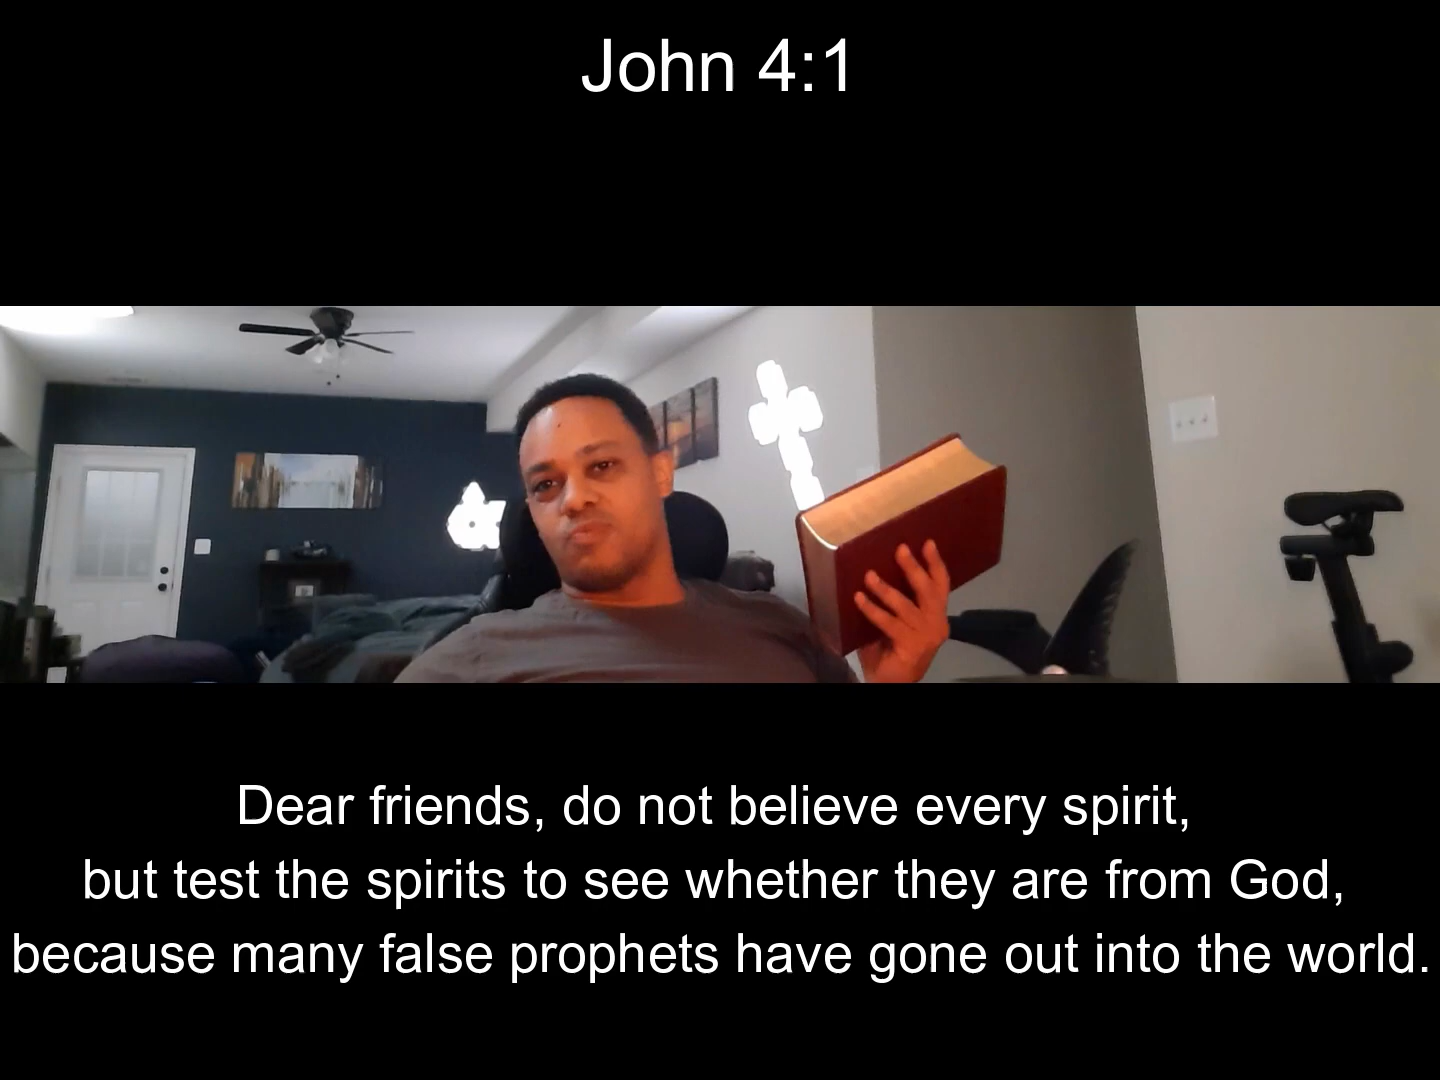 John 4:1
Dear friends, do not believe every spirit,
but test the spirits to see whether they are from God,
because many false prophets have gone out into the world.